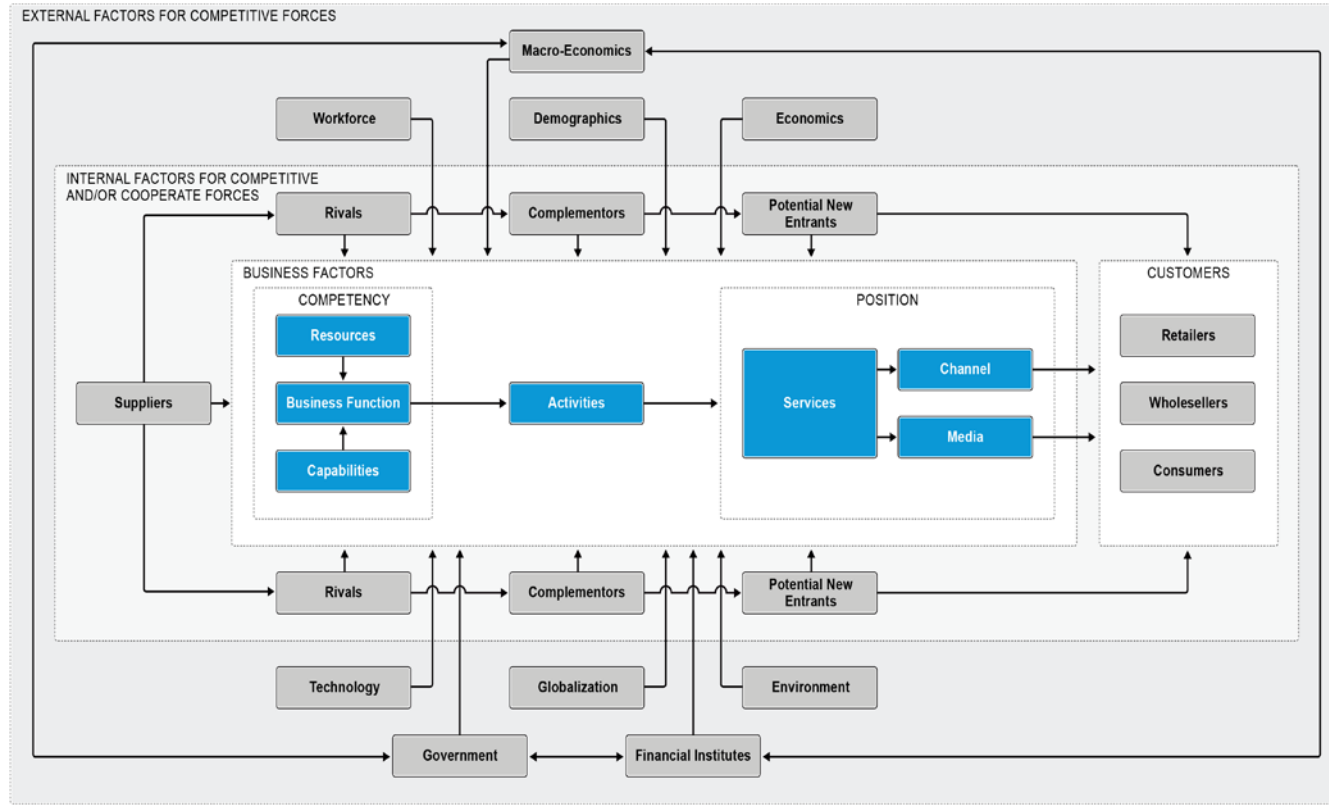 EXTERNAL FACTORS FOR COMPETITIVE FORCES
Macro-Economics
Workforce
Demographics
Economics
INTERNAL FACTORS FOR COMPETITIVE
AND/OR COOPERATE FORCES
Rivals
Complementors
Potential New
Entrants
BUSINESS FACTORS
CUSTOMERS
COMPETENCY
POSITION
Resources
Retailers
Channel
Suppliers
Business Function
Activities
Services
Wholesellers
Media
Capabilities
Consumers
Rivals
Complementors
Potential New
Entrants
Technology
Globalization
Environment
Government
Financial Institutes